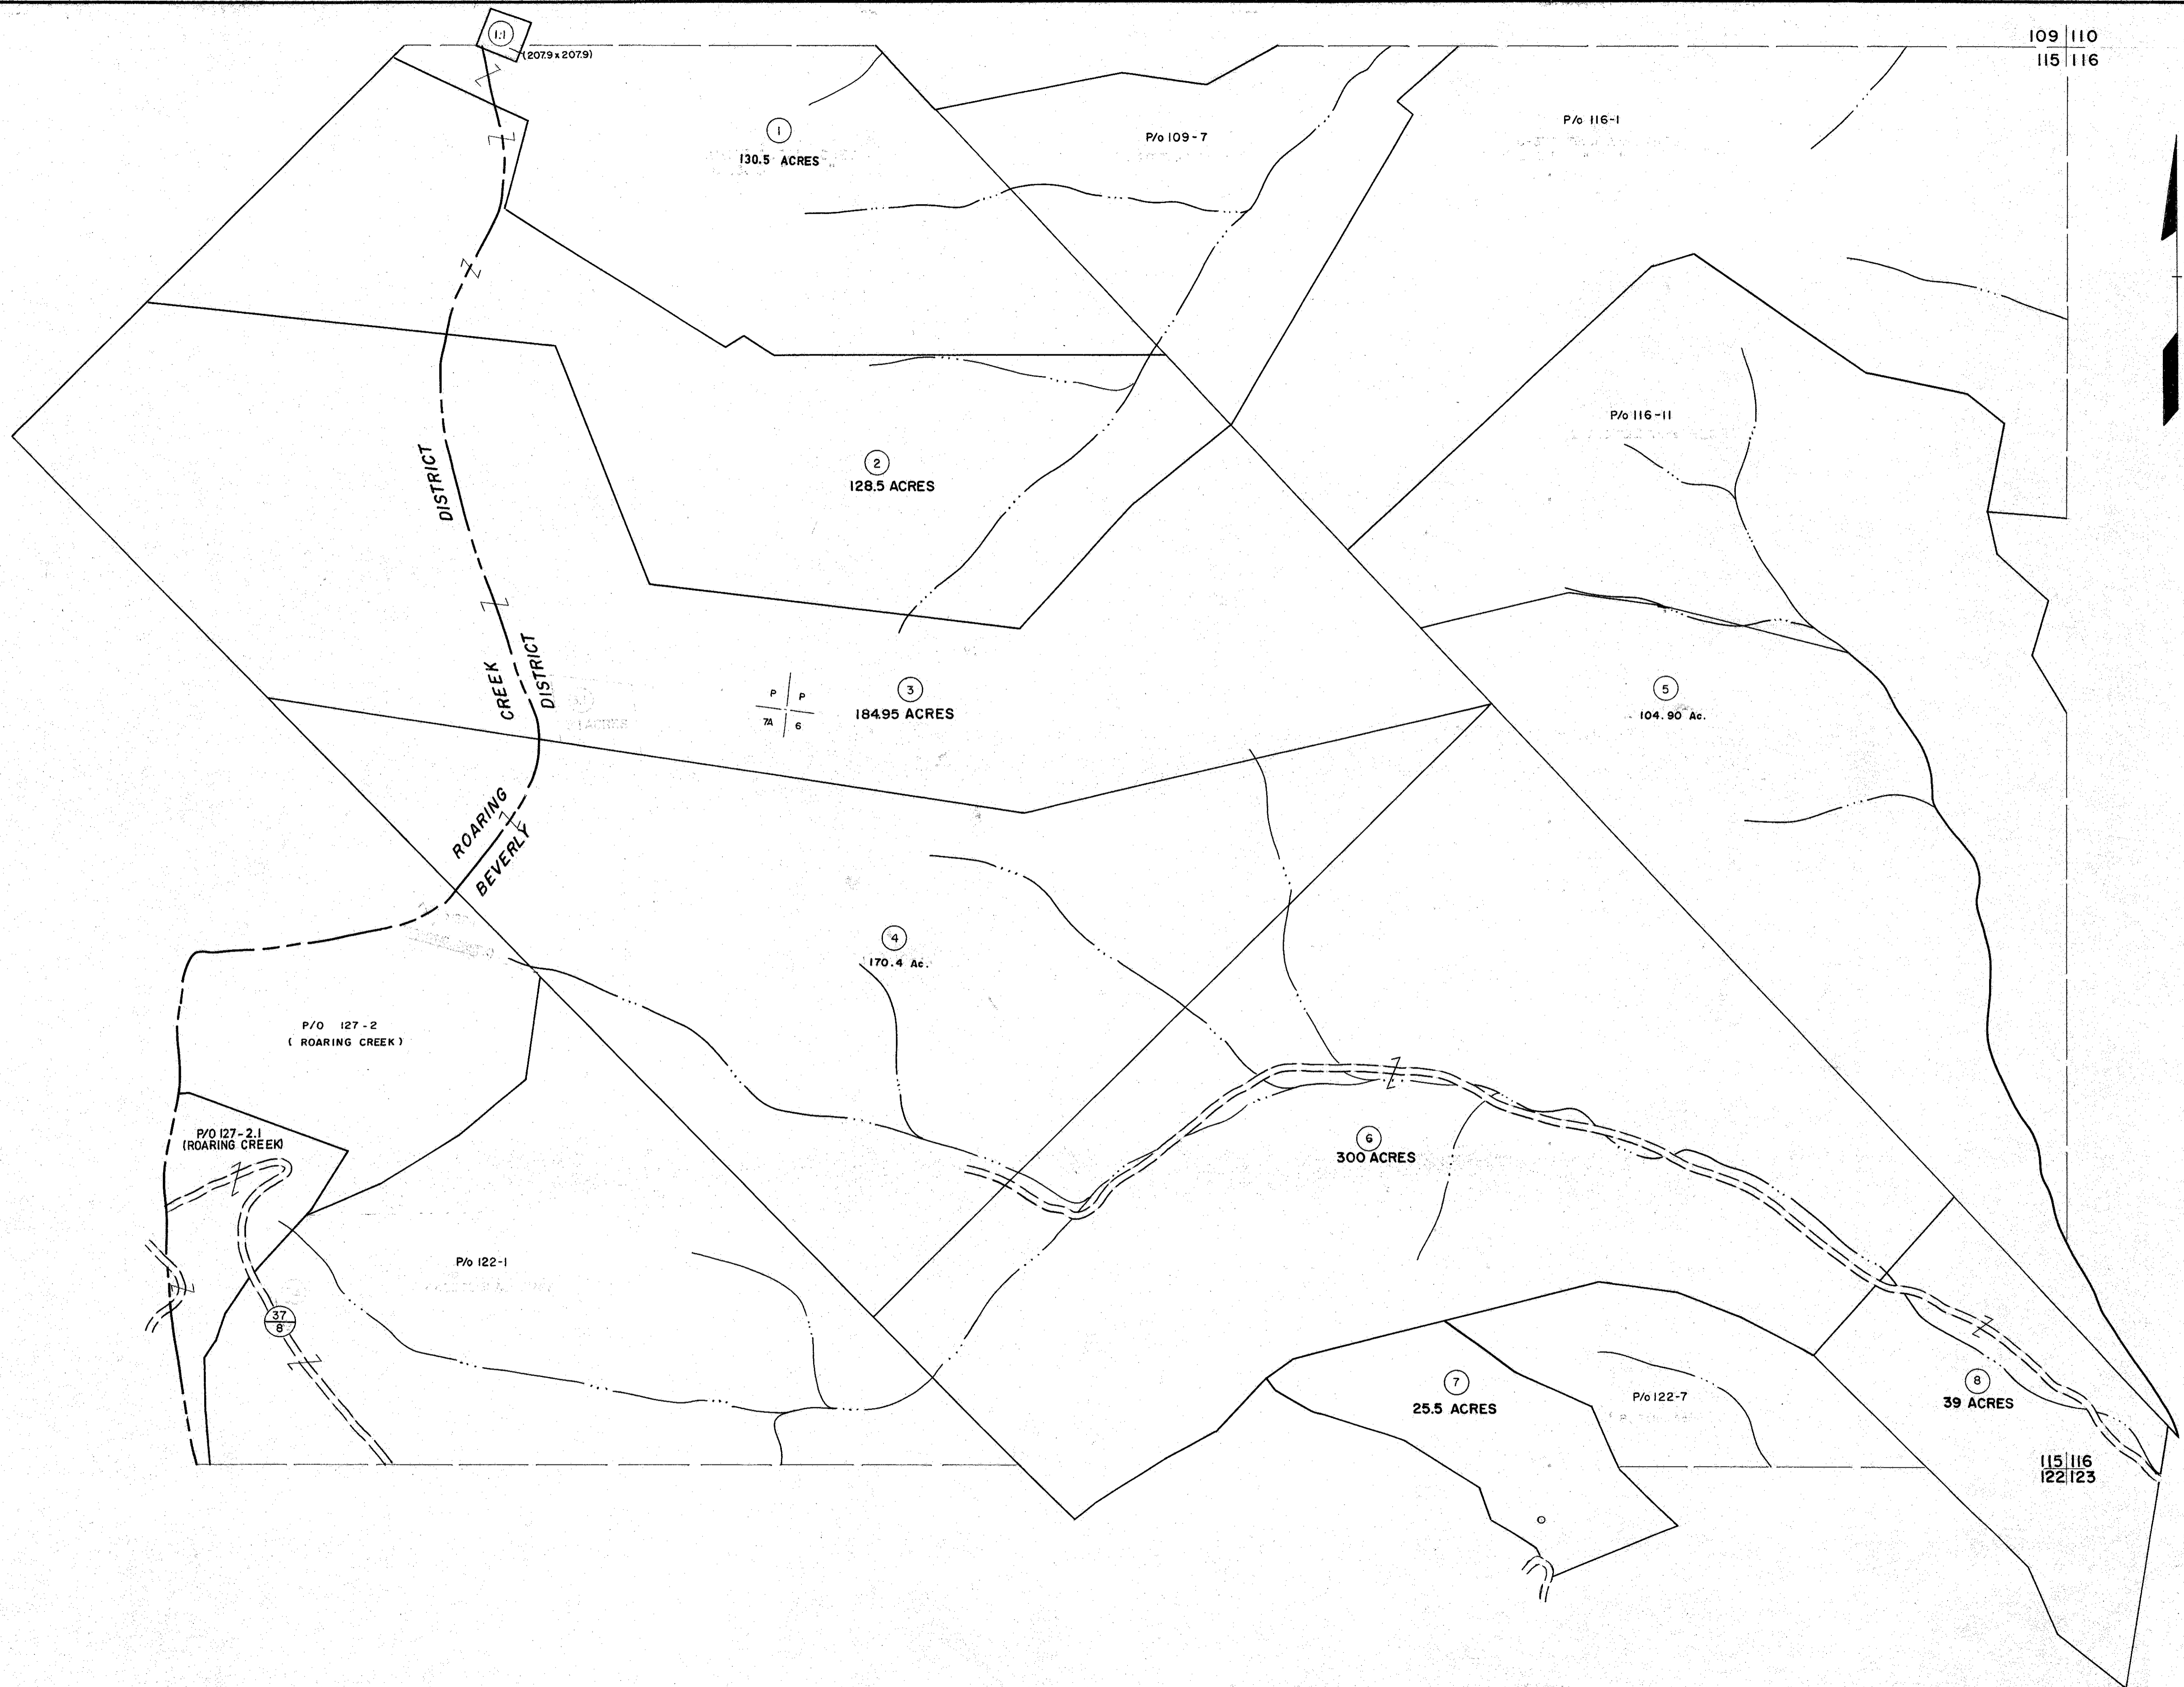 1.1
(207.9 x 207.9)
109 110
115 116
1
130.5 ACRES
P/o 109-7
P/o 116-1
P/o 116-11
2
128.5 ACRES
DISTRICT
CREEK
DISTRICT
P P
7A 6
3
184.95 ACRES
5
104.90 Ac.
ROARING
BEVERLY
4
170.4 Ac.
P/O 127-2
( ROARING CREEK )
P/O 127-2.1
(ROARING CREEK)
6
300 ACRES
P/o 122-1
37
8
7
25.5 ACRES
P/o 122-7
8
39 ACRES
115 116
122 123